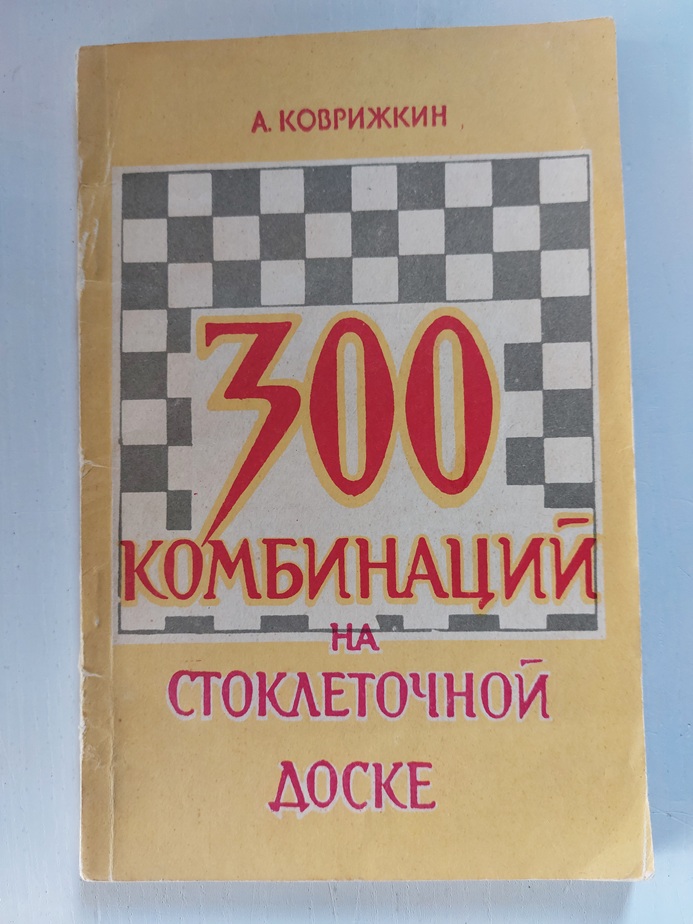 А. КОВРИЖКИН
300
КОМБИНАЦИЙ
НА
СТОКЛЕТОЧНОЙ
ДОСКЕ